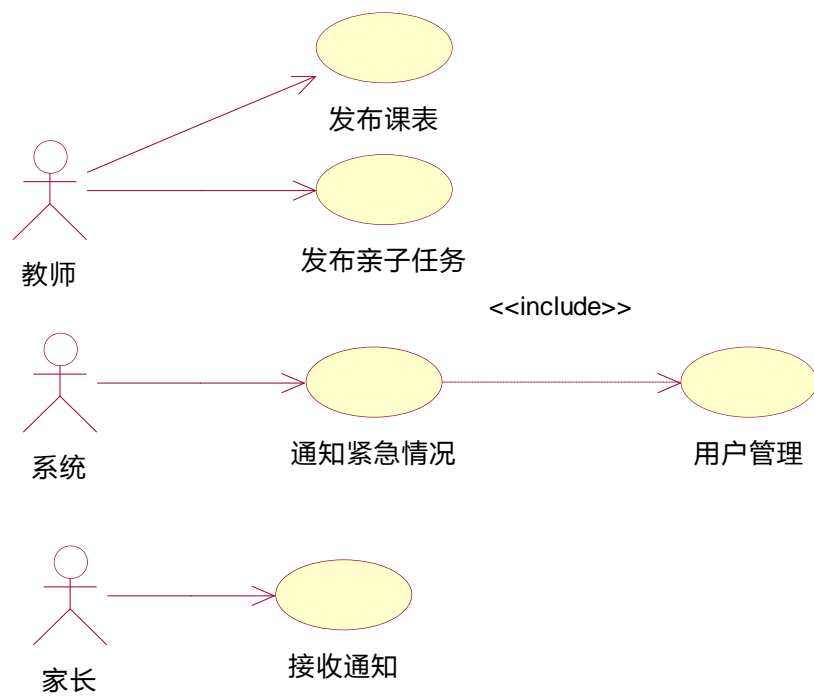 发布课表
教师
发布亲子任务
<<include>>
系统
通知紧急情况
用户管理
家长
接收通知